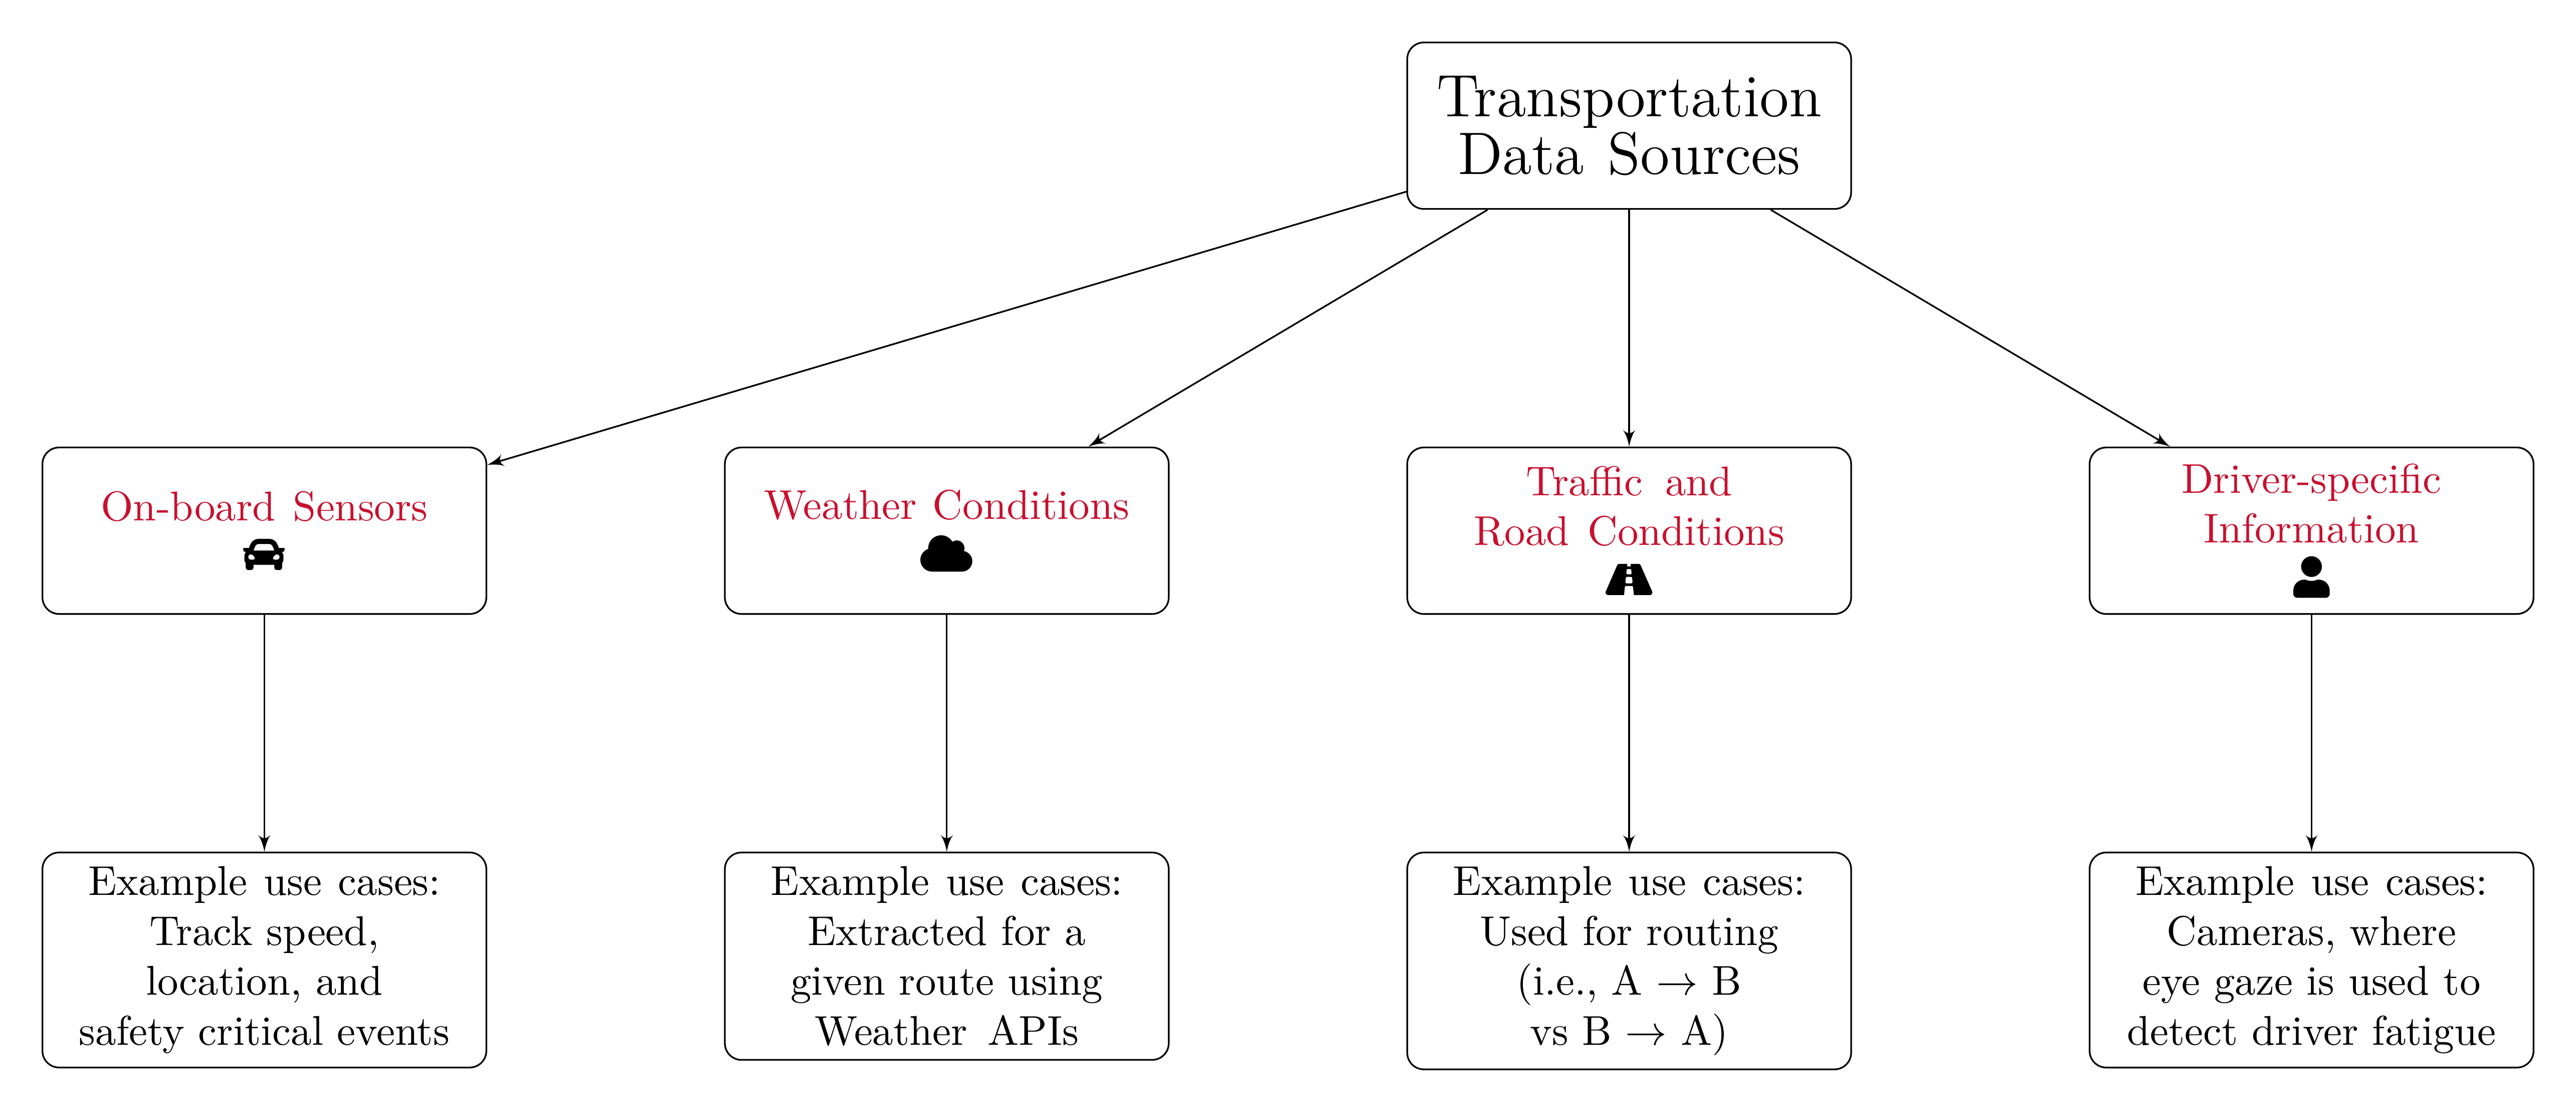 Transportation
Data Sources
On-board Sensors
Weather Conditions
Traffic and
Road Conditions
Driver-specific
Information
Example use cases:
Track speed,
location, and
safety critical events
Example use cases:
Extracted for a
given route using
Weather APIs
Example use cases:
Used for routing
(i.e., A → B
vs B → A)
Example use cases:
Cameras, where
eye gaze is used to
detect driver fatigue